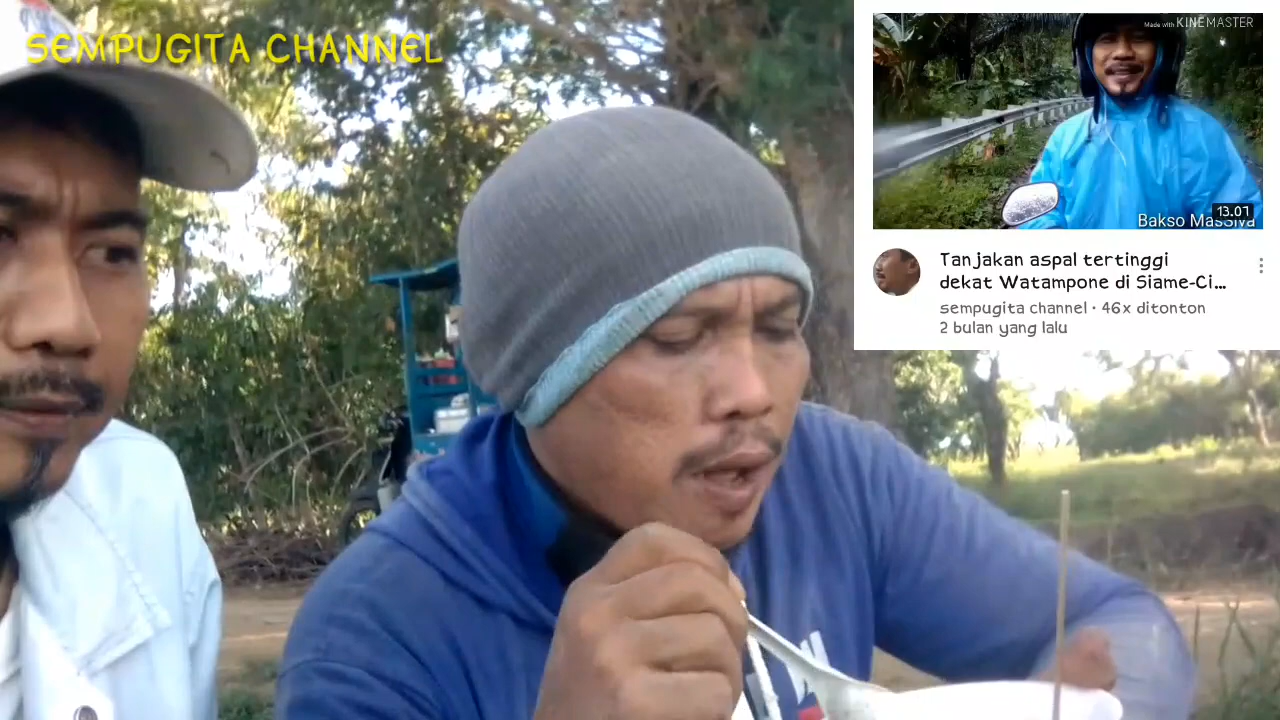 SEMPUGITA CHANNEL
Made with KINEMASTER
13.07
Bakso Massiva
Tanjakan aspal tertinggi
dekat Watampone di Siame-Ci...
sempugita channel • 46x ditonton
2 bulan yang lalu